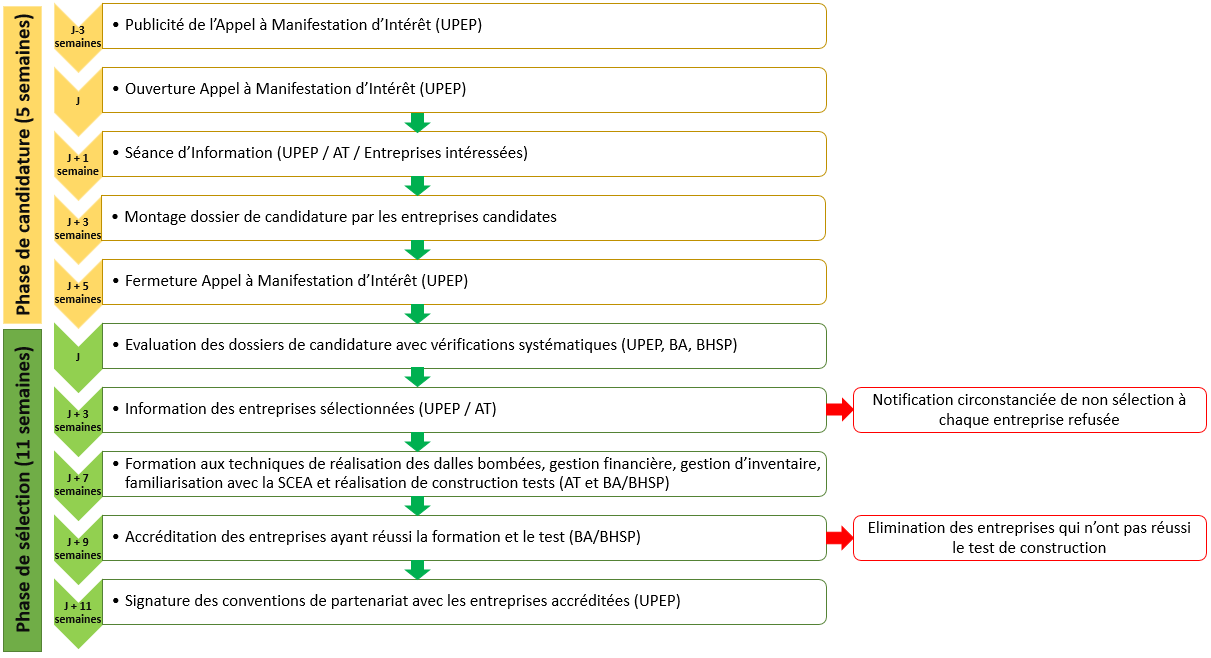 Phase de candidature (5 semaines)
J-3
semaines
• Publicité de l'Appel à Manifestation d'Intérêt (UPEP)
J
• Ouverture Appel à Manifestation d'Intérêt (UPEP)
J + 1
semaine
• Séance d'Information (UPEP / AT / Entreprises intéressées)
J + 3
semaines
• Montage dossier de candidature par les entreprises candidates
J + 5
semaines
• Fermeture Appel à Manifestation d'Intérêt (UPEP)
Phase de sélection (11 semaines)
J
• Evaluation des dossiers de candidature avec vérifications systématiques (UPEP, BA, BHSP)
J + 3
semaines
• Information des entreprises sélectionnées (UPEP / AT)
Notification circonstanciée de non sélection à
chaque entreprise refusée
J + 7
semaines
• Formation aux techniques de réalisation des dalles bombées, gestion financière, gestion d'inventaire,
familiarisation avec la SCEA et réalisation de construction tests (AT et BA/BHSP)
J + 9
semaines
• Accréditation des entreprises ayant réussi la formation et le test (BA/BHSP)
Elimination des entreprises qui n'ont pas réussi
le test de construction
J + 11
semaines
• Signature des conventions de partenariat avec les entreprises accréditées (UPEP)